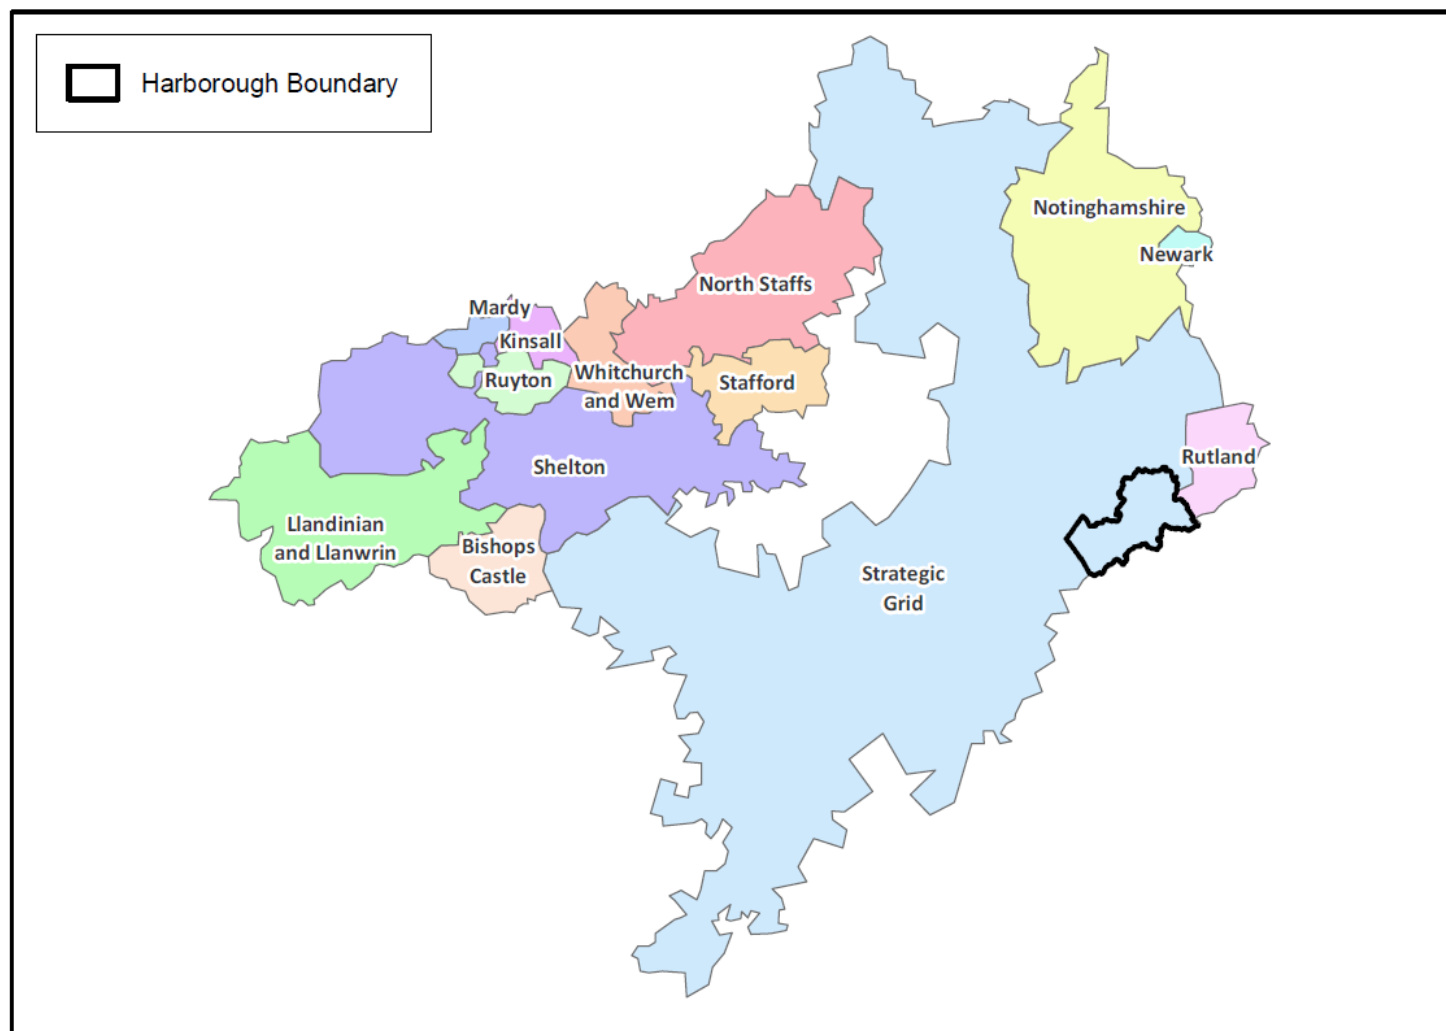 Harborough Boundary
Notinghamshire
Newark
North Staffs
Mardy
Kinsall
Ruyton
Whitchurch
and Wem
Stafford
Rutland
Shelton
Llandinian
and Llanwrin
Bishops
Castle
Strategic
Grid